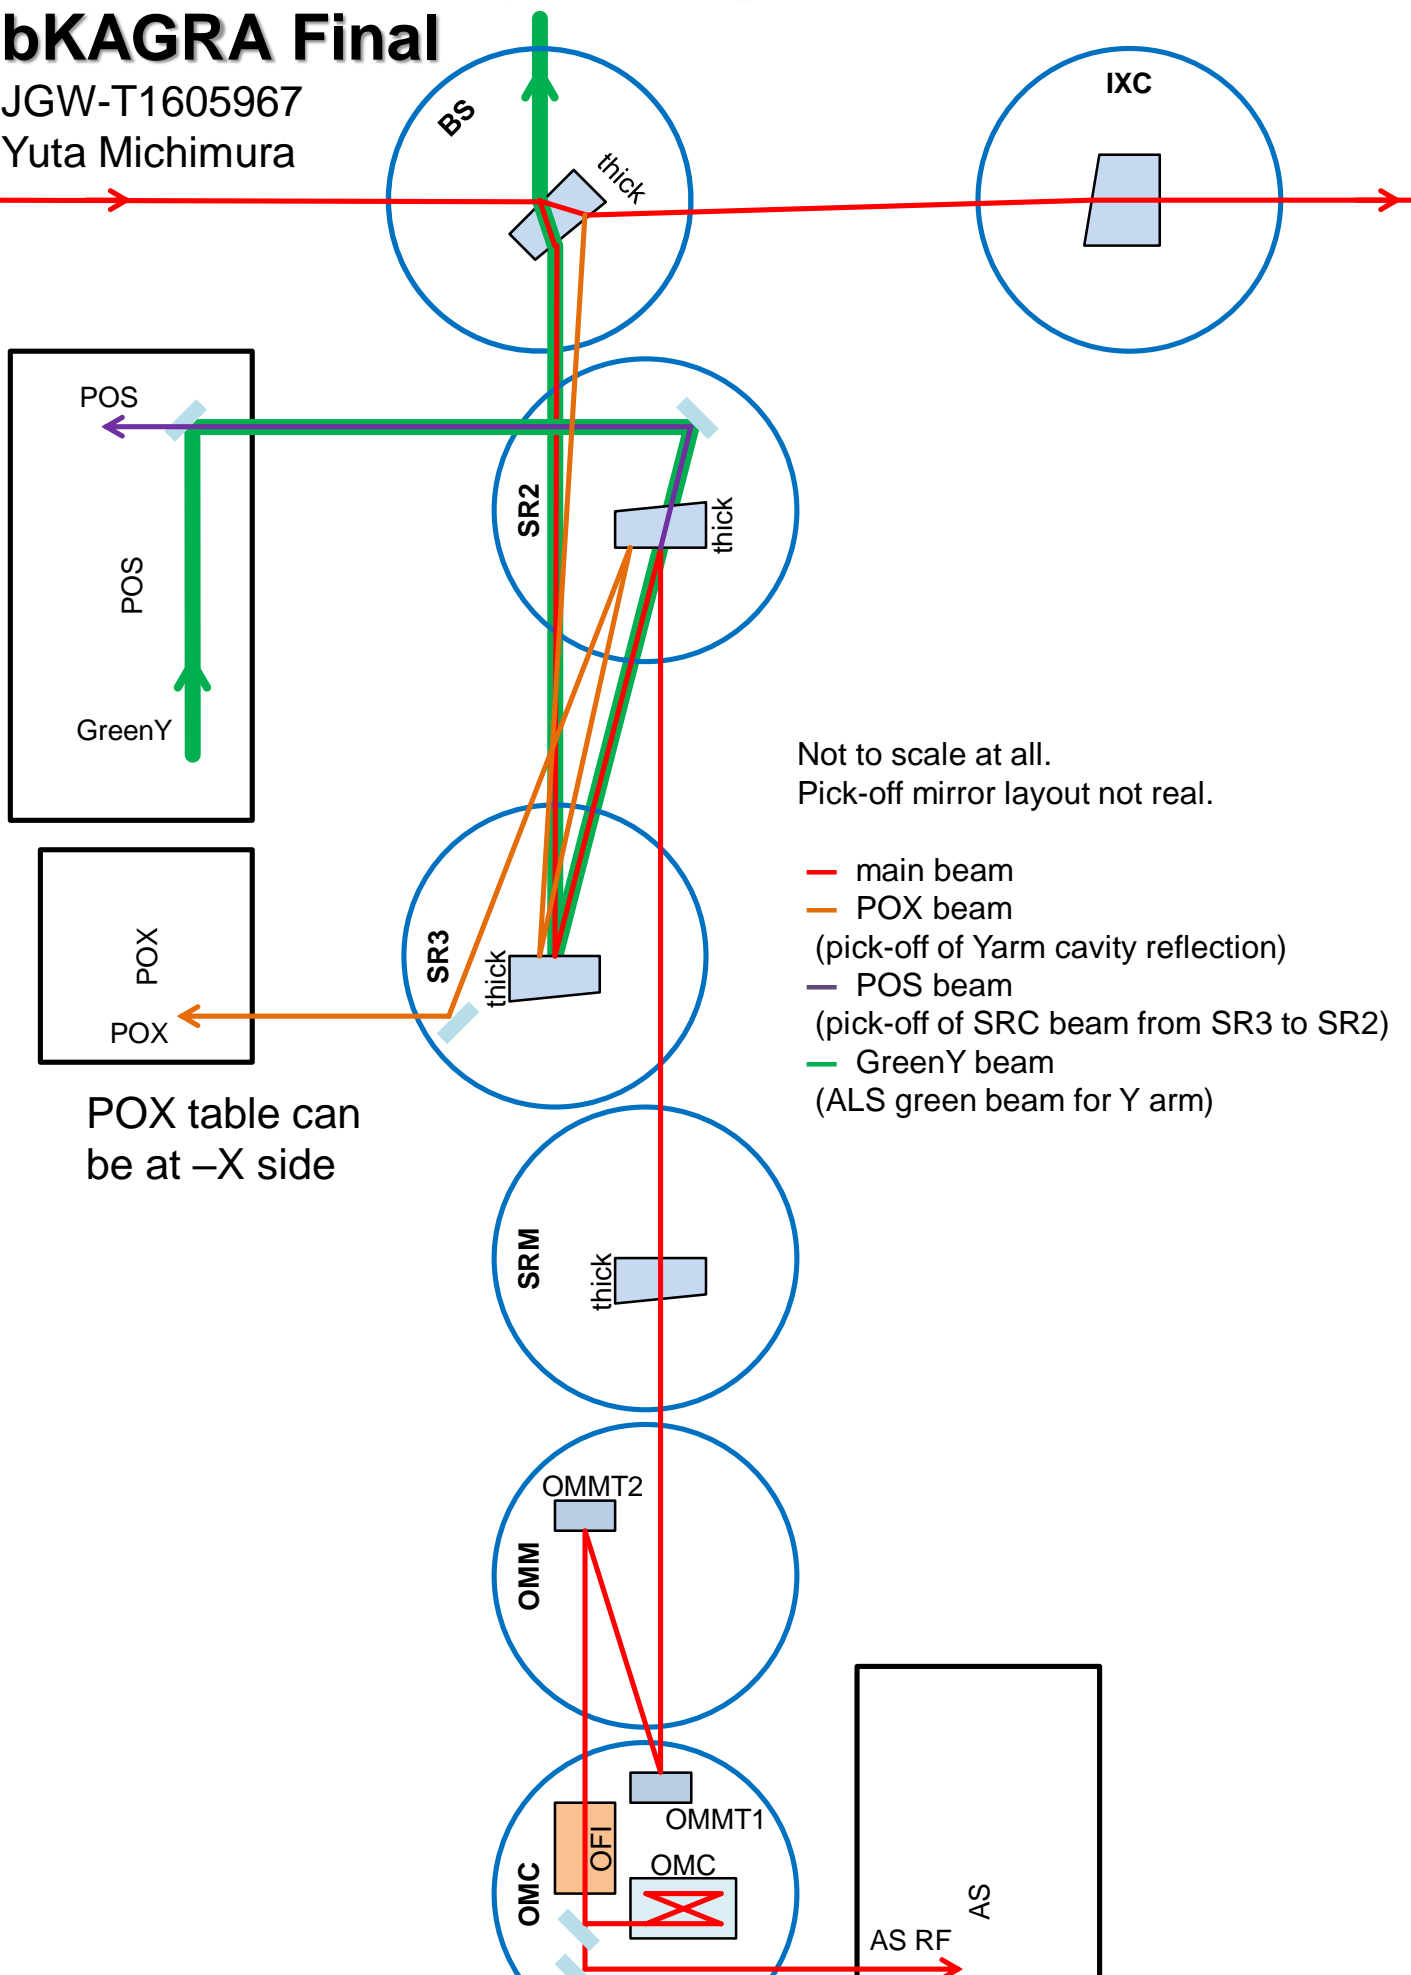 bKAGRA Final
JGW-T1605967
Yuta Michimura
BS
thick
IXC
POS
POS
GreenY
SR2
thick
Not to scale at all.
Pick-off mirror layout not real.
main beam
POX beam
(pick-off of Yarm cavity reflection)
POS beam
(pick-off of SRC beam from SR3 to SR2)
GreenY beam
(ALS green beam for Y arm)
POX
POX
SR3
thick
POX table can
be at –X side
SRM
thick
OMMT2
OMM
OMMT1
OFI
OMC
OMC
AS
AS RF